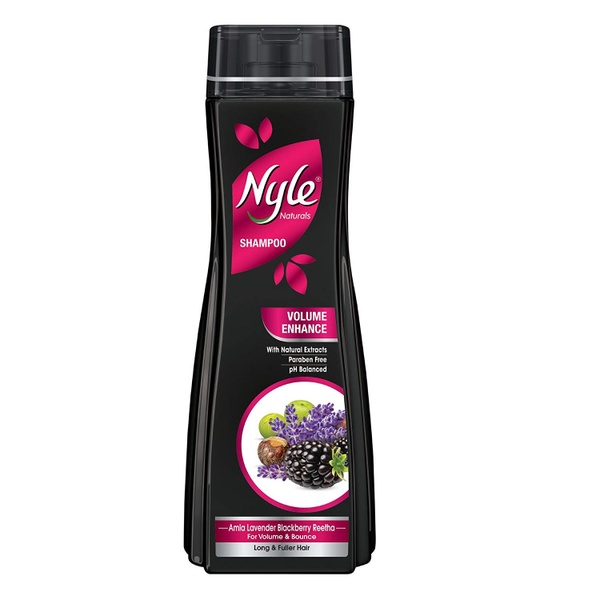 Nyle®
Naturals
SHAMPOO
VOLUME
ENHANCE
With Natural Extracts
Paraben Free
pH Balanced
Amla Lavender Blackberry Reetha
For Volume & Bounce
Long & Fuller Hair